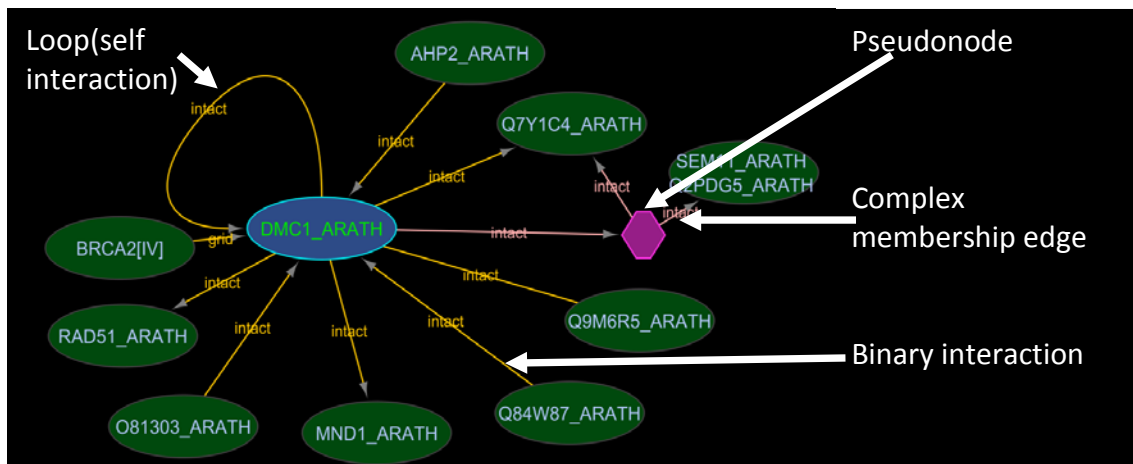 Loop(self
interaction)
Pseudonode
AHP2_ARATH
intact
intact
Q7Y1C4_ARATH
intact
SEM11_ARATH
Q2PDG5_ARATH
intact
intact
Complex
membership edge
DMC1_ARATH
intact
BRCA2[IV]
grid
intact
intact
RAD51_ARATH
intact
intact
intact
Q9M6R5_ARATH
Binary interaction
O81303_ARATH
MND1_ARATH
Q84W87_ARATH